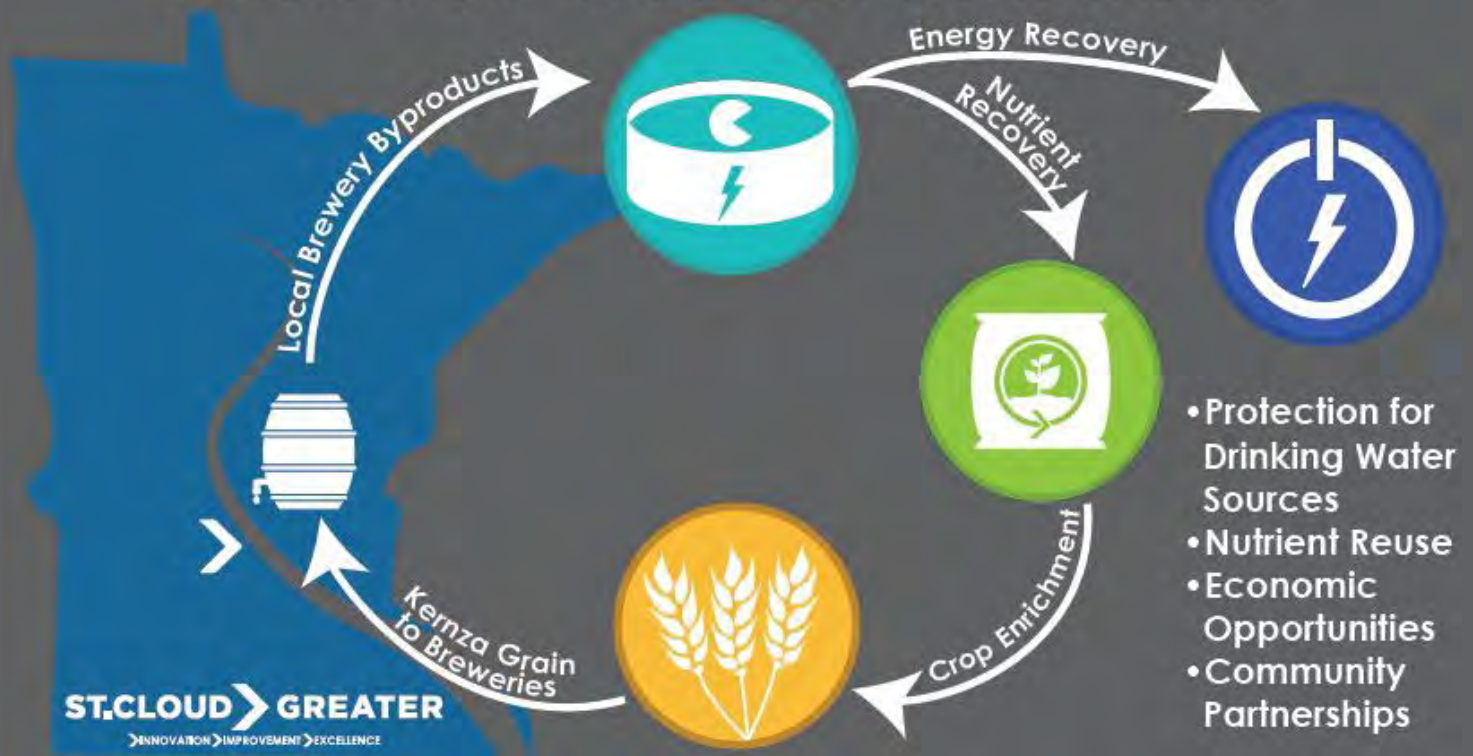 Energy Recovery
Nutrient
Recovery
Local Brewery Byproducts
•Protection for
Drinking Water
Sources
•Nutrient Reuse
•Economic
Opportunities
•Community
Partnerships
Crop Enrichment
Kernza Grain
to Breweries
ST.CLOUD GREATER
INNOVATION IMPROVEMENT EXCELLENCE